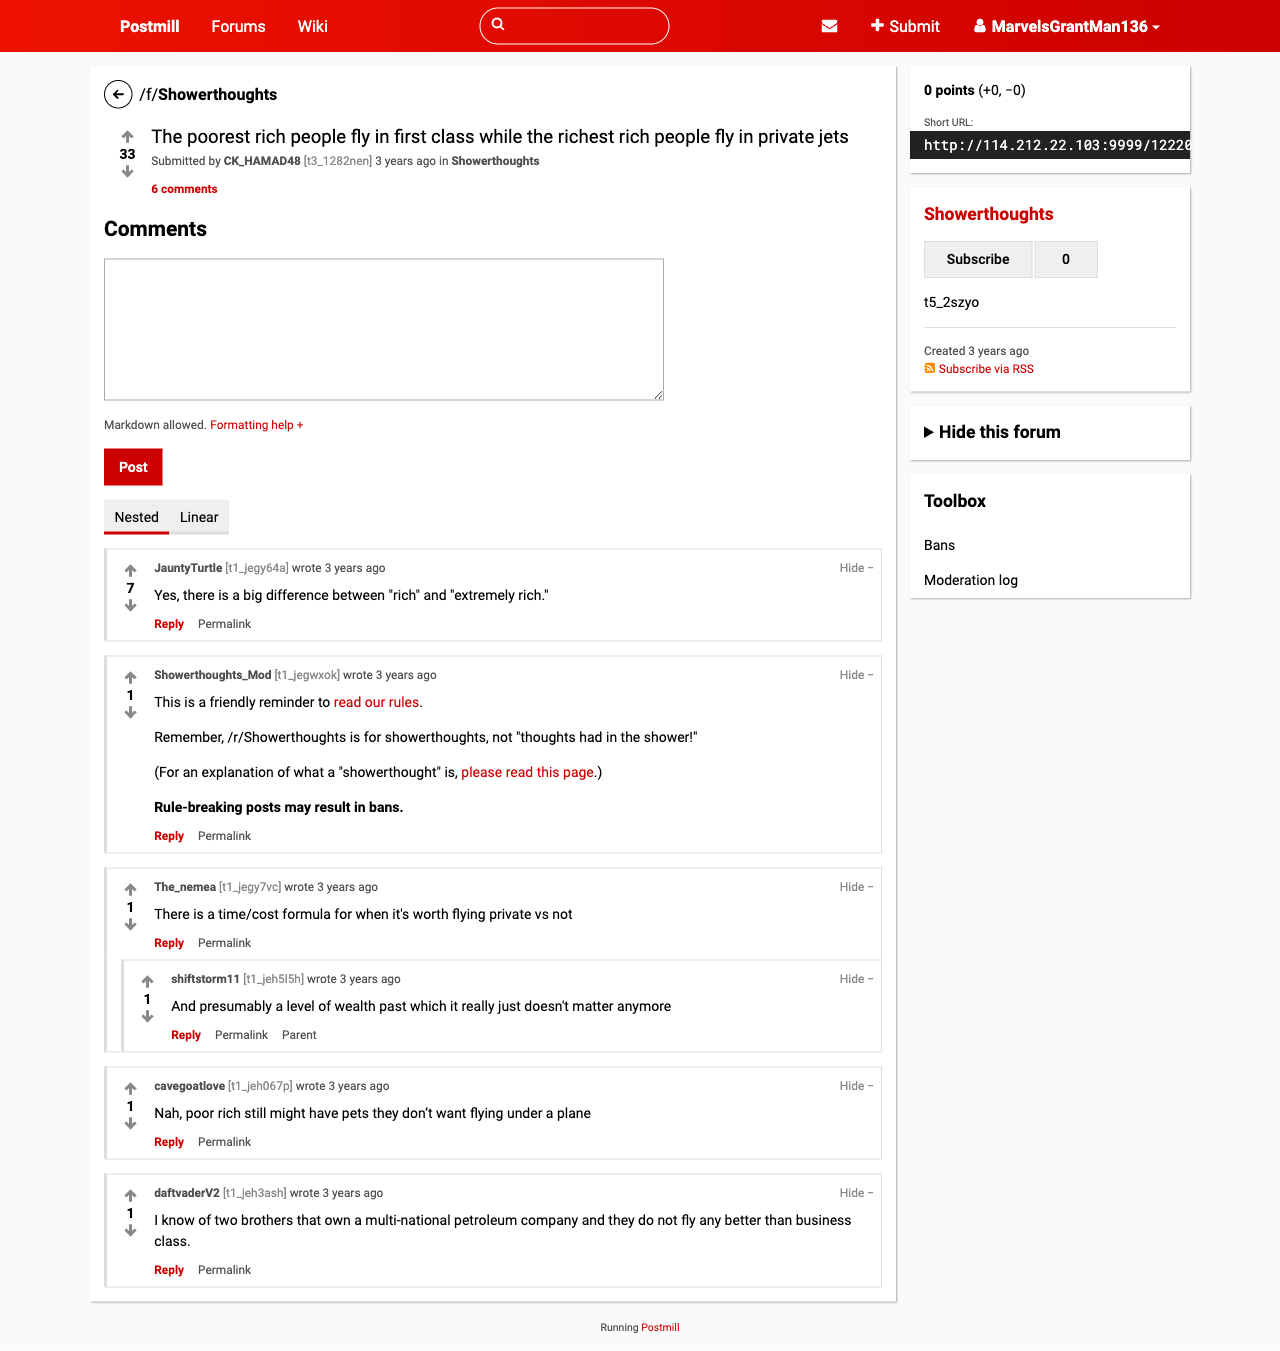 Postmill
Forums
Wiki
Submit
MarvelsGrantMan136
/f/Showerthoughts
33
The poorest rich people fly in first class while the richest rich people fly in private jets
Submitted by CK_HAMAD48 [t3_1282nen] 3 years ago in Showerthoughts
6 comments
Comments
Markdown allowed. Formatting help +
Post
Nested
Linear
7
JauntyTurtle [t1_jegy64a] wrote 3 years ago
Hide −
Yes, there is a big difference between "rich" and "extremely rich."
Reply Permalink
1
Showerthoughts_Mod [t1_jegwxok] wrote 3 years ago
Hide −
This is a friendly reminder to read our rules.
Remember, /r/Showerthoughts is for showerthoughts, not "thoughts had in the shower!"
(For an explanation of what a "showerthought" is, please read this page.)
Rule-breaking posts may result in bans.
Reply Permalink
1
The_nemea [t1_jegy7vc] wrote 3 years ago
Hide −
There is a time/cost formula for when it's worth flying private vs not
Reply Permalink
1
shiftstorm11 [t1_jeh5l5h] wrote 3 years ago
Hide −
And presumably a level of wealth past which it really just doesn't matter anymore
Reply Permalink Parent
1
cavegoatlove [t1_jeh067p] wrote 3 years ago
Hide −
Nah, poor rich still might have pets they don’t want flying under a plane
Reply Permalink
1
daftvaderV2 [t1_jeh3ash] wrote 3 years ago
Hide −
I know of two brothers that own a multi-national petroleum company and they do not fly any better than business
class.
Reply Permalink
0 points (+0, −0)
Short URL:
http://114.212.22.103:9999/12220
Showerthoughts
Subscribe 0
t5_2szyo
Created 3 years ago
Subscribe via RSS
Hide this forum
Toolbox
Bans
Moderation log
Running Postmill